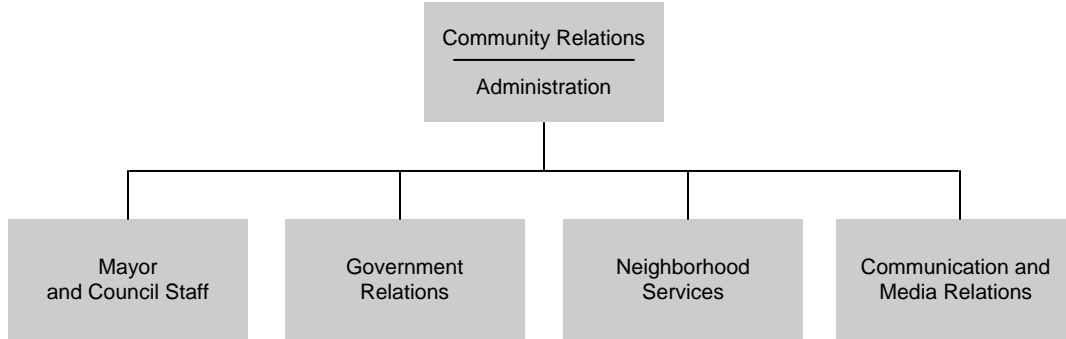 Community Relations
Administration
Mayor
and Council Staff
Government
Relations
Neighborhood
Services
Communication and
Media Relations